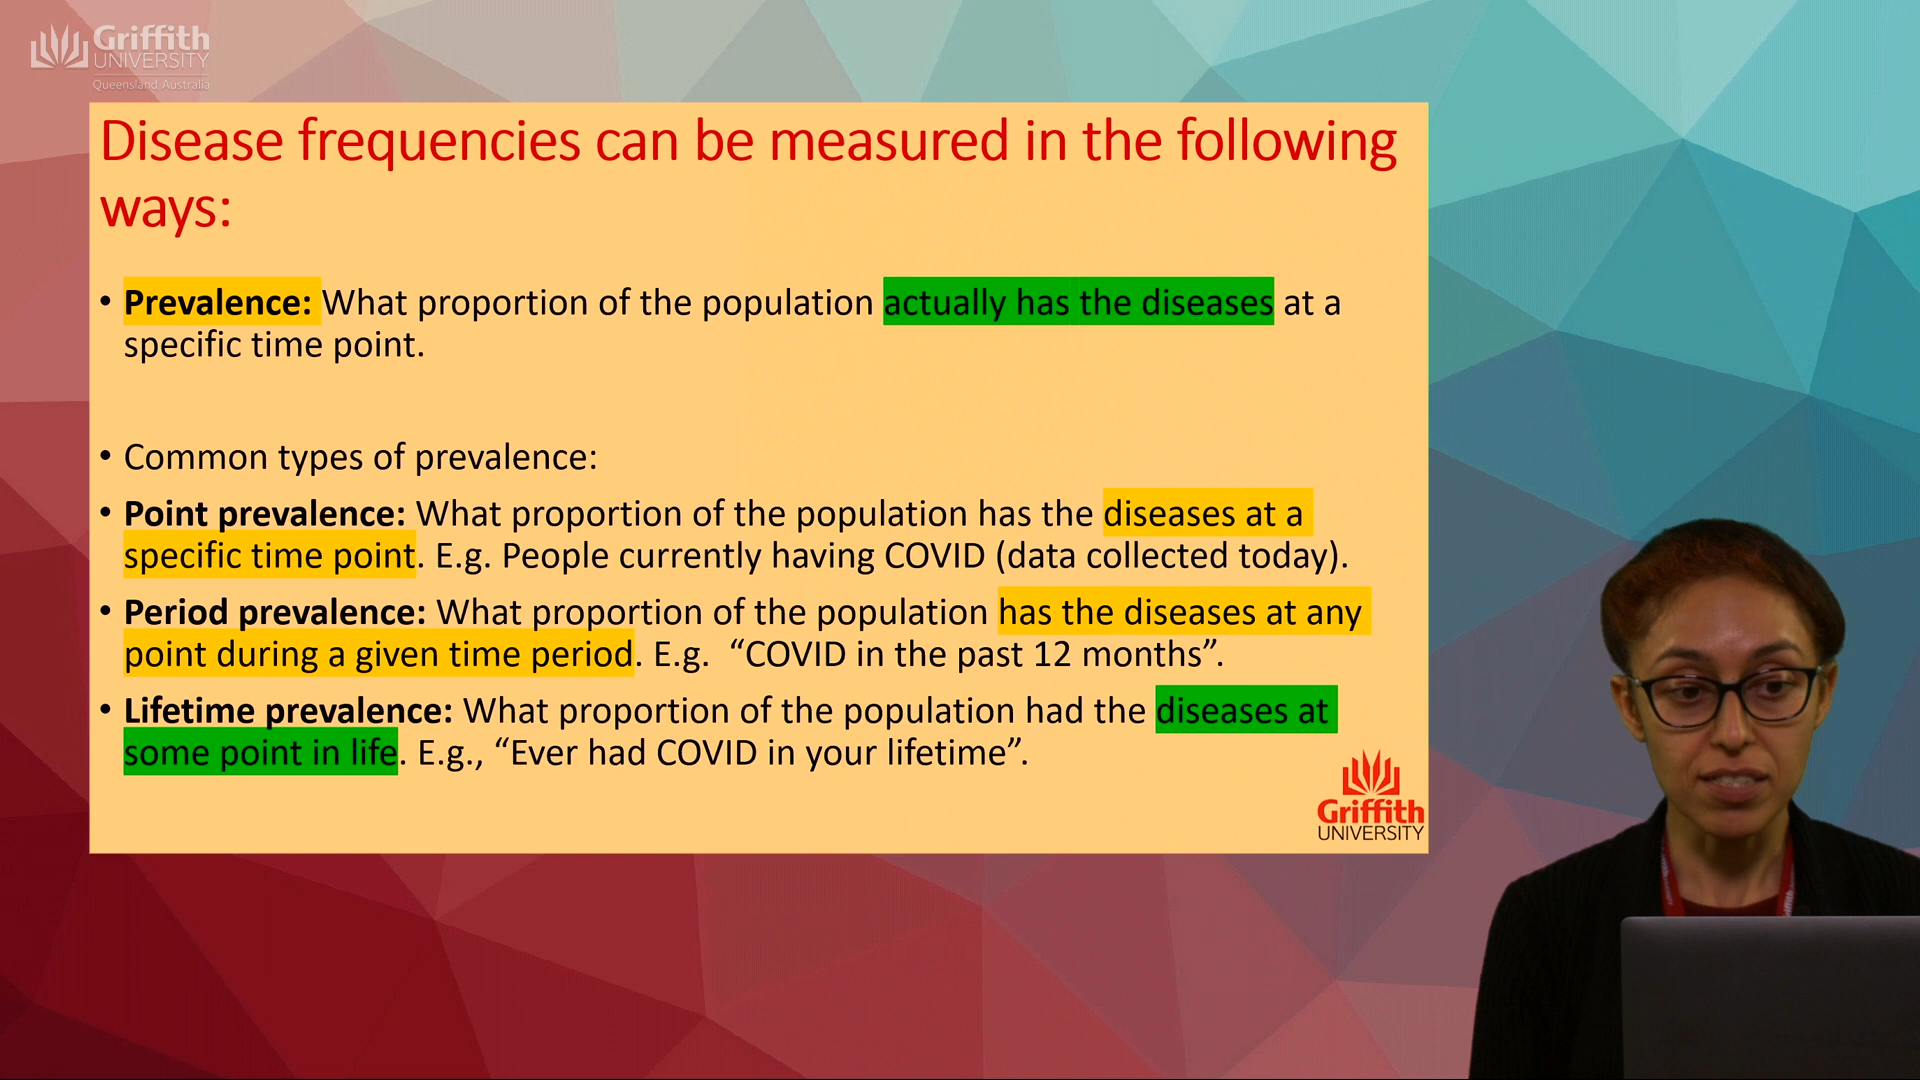 Griffith
UNIVERSITY
Queensland Australia
Disease frequencies can be measured in the following
ways:
• Prevalence: What proportion of the population actually has the diseases at a
specific time point.
• Common types of prevalence:
• Point prevalence: What proportion of the population has the diseases at a
specific time point. E.g. People currently having COVID (data collected today).
• Period prevalence: What proportion of the population has the diseases at any
point during a given time period. E.g.  “COVID in the past 12 months”.
• Lifetime prevalence: What proportion of the population had the diseases at
some point in life. E.g., “Ever had COVID in your lifetime”.
Griffith
UNIVERSITY